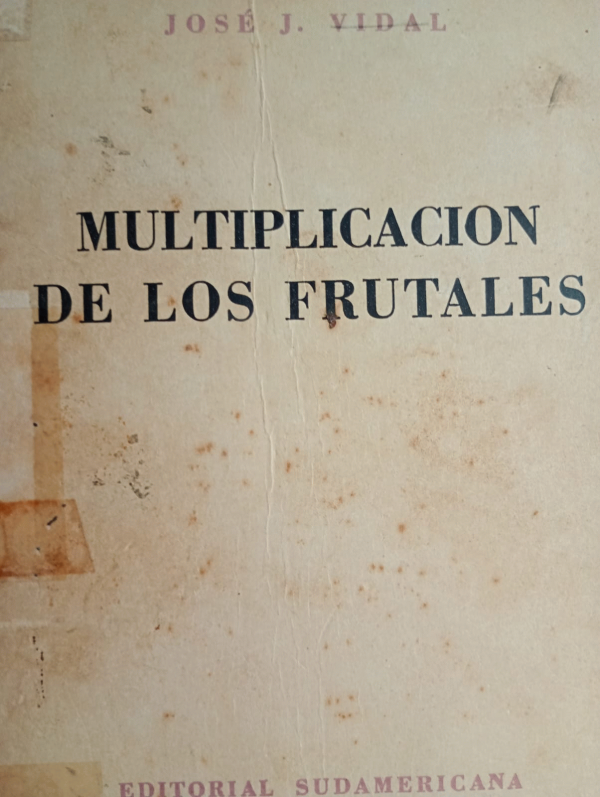 JOSÉ J. VIDAL
MULTIPLICACION
DE LOS FRUTALES
EDITORIAL SUDAMERICANA